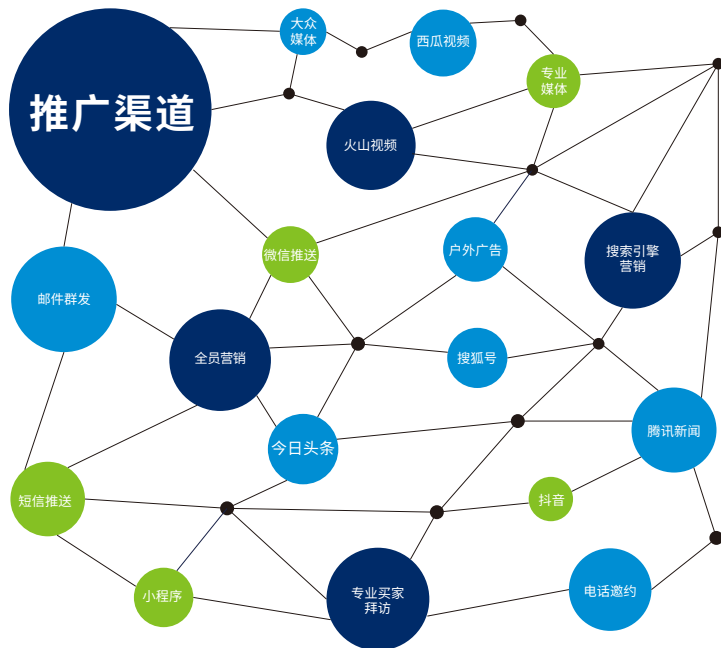 大众
媒体
西瓜视频
专业
媒体
推广渠道
火山视频
微信推送
户外广告
搜索引擎
营销
邮件群发
全员营销
搜狐号
今日头条
腾讯新闻
短信推送
抖音
小程序
专业买家
拜访
电话邀约